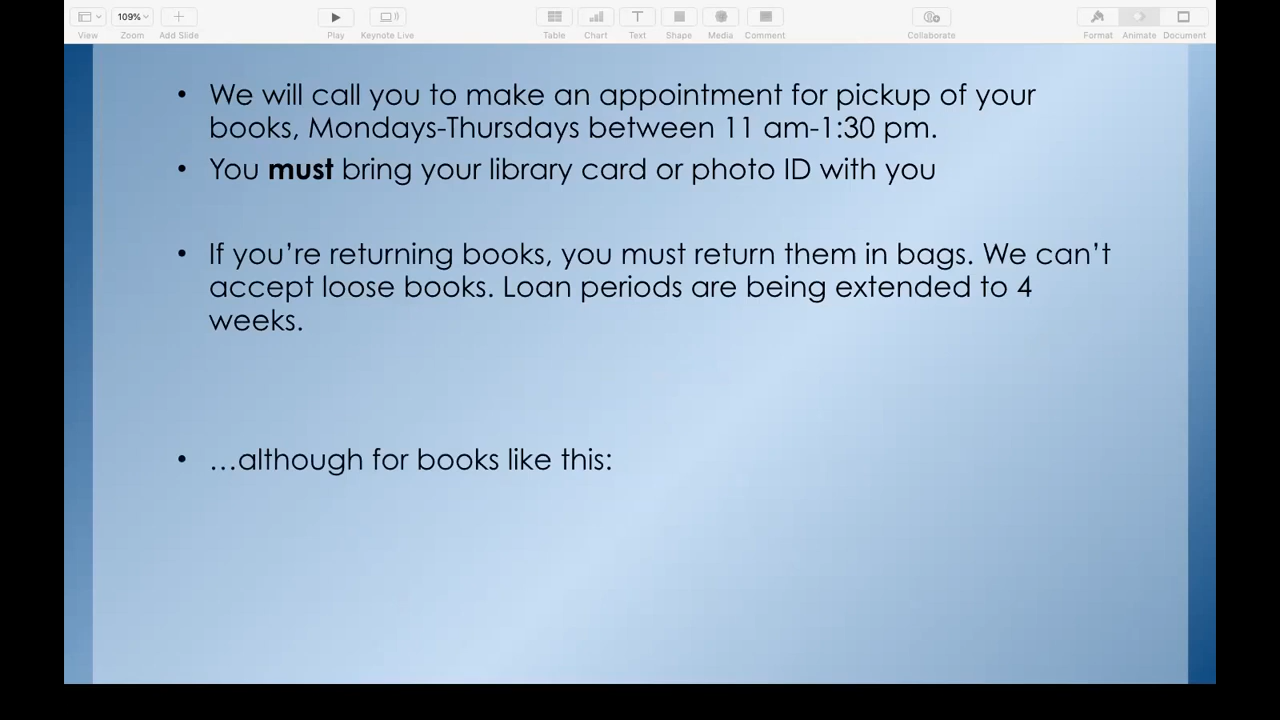 109%
View Zoom Add Slide Play Keynote Live Table Chart Text Shape Media Comment Collaborate Format Animate Document
• We will call you to make an appointment for pickup of your
books, Mondays-Thursdays between 11 am-1:30 pm.
• You must bring your library card or photo ID with you
• If you’re returning books, you must return them in bags. We can’t
accept loose books. Loan periods are being extended to 4
weeks.
• …although for books like this: